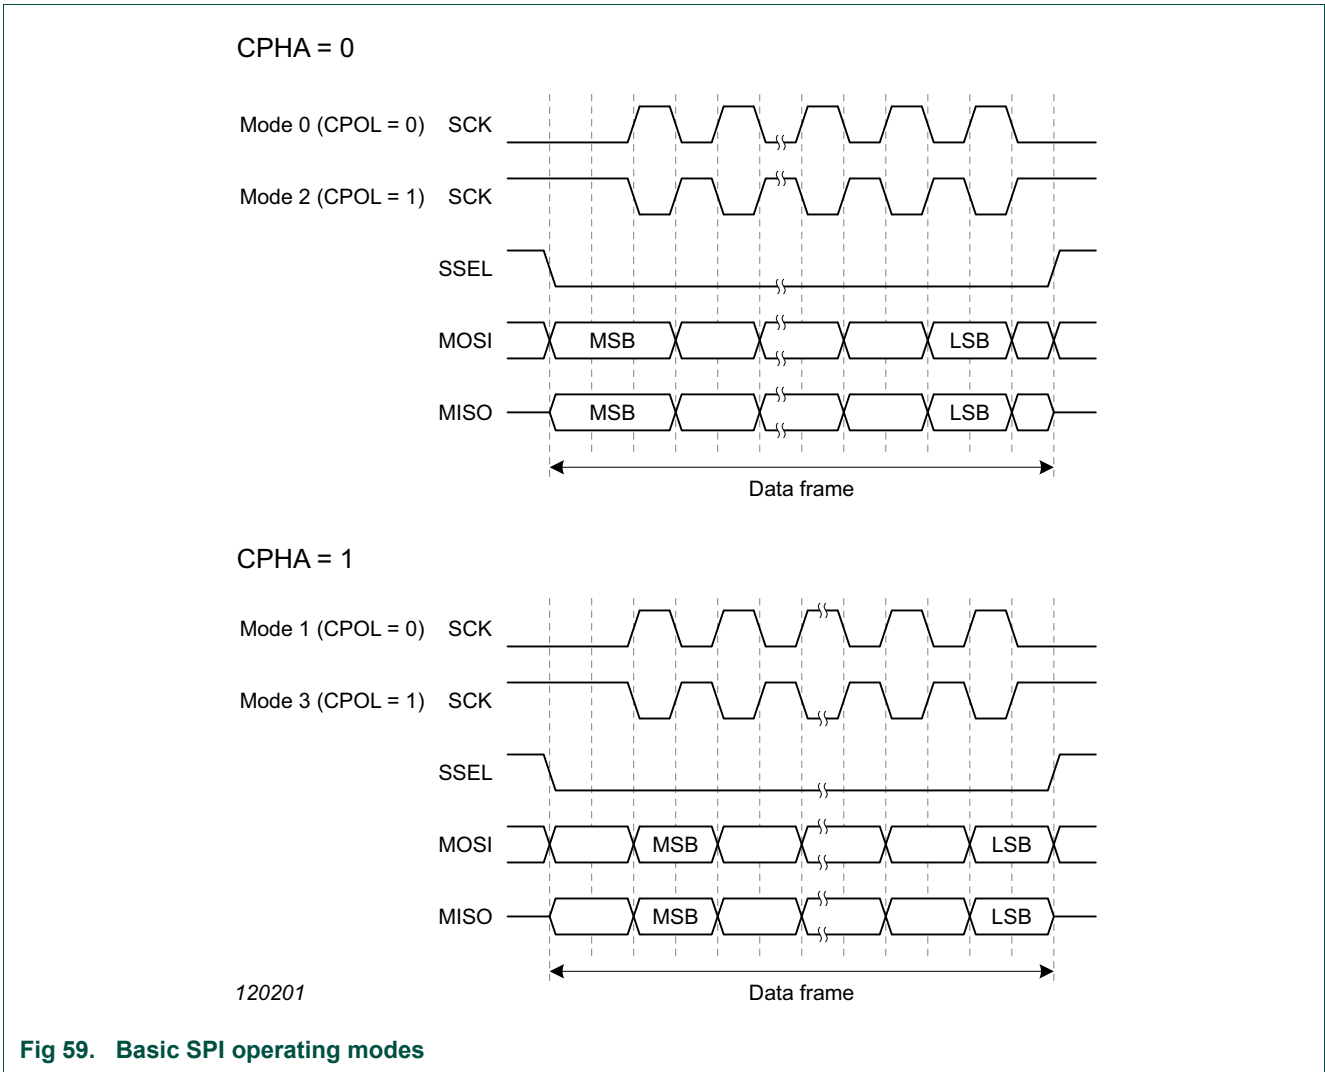 CPHA = 0
Mode 0 (CPOL = 0) SCK
Mode 2 (CPOL = 1) SCK
SSEL
MOSI MSB LSB
MISO MSB LSB
Data frame
CPHA = 1
Mode 1 (CPOL = 0) SCK
Mode 3 (CPOL = 1) SCK
SSEL
MOSI MSB LSB
MISO MSB LSB
120201 Data frame
Fig 59. Basic SPI operating modes